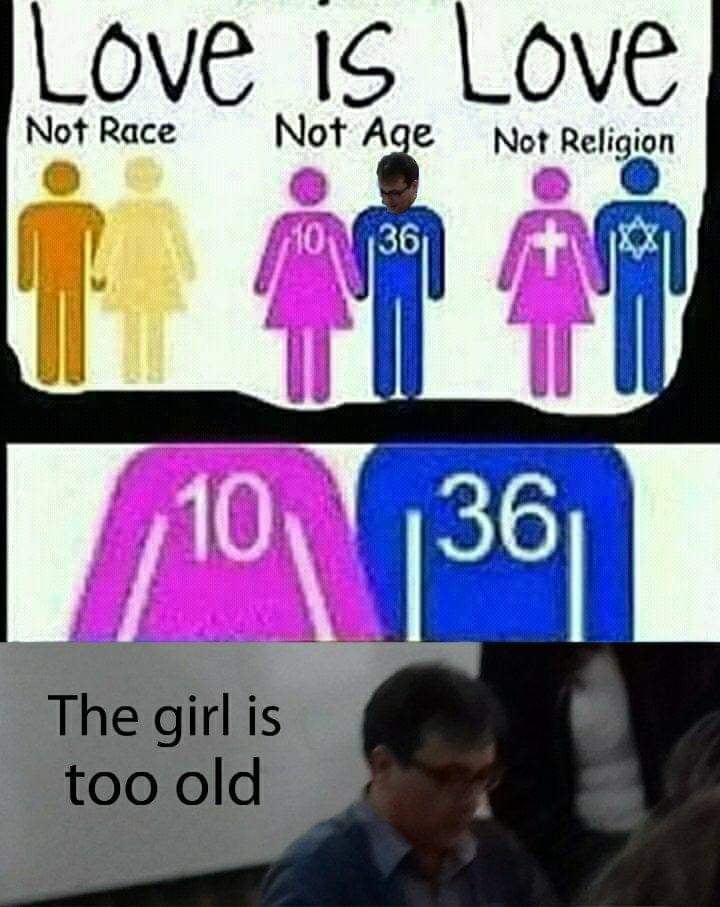 Love is Love
Not Race
Not Age
Not Religion
10
36
10
36
The girl is
too old